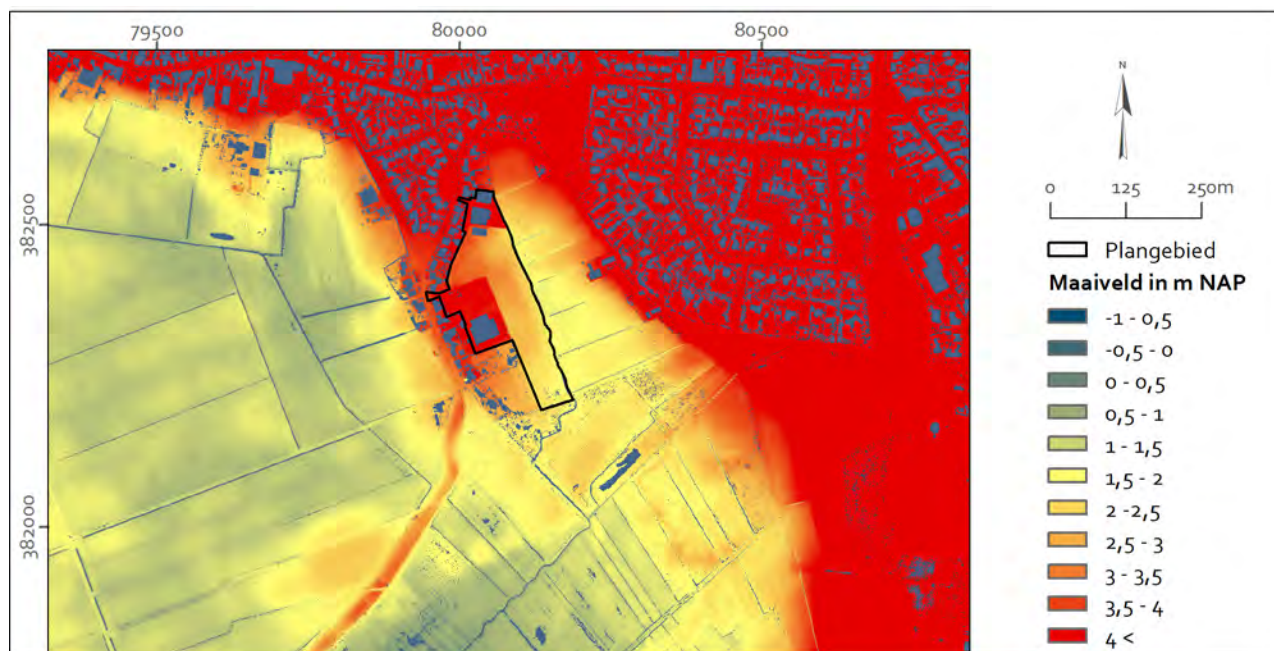 79500 80000 80500
382500
382000
N
0 125 250m
Plangebied
Maaiveld in m NAP
-1 - 0,5
-0,5 - 0
0 - 0,5
0,5 - 1
1 - 1,5
1,5 - 2
2 -2,5
2,5 - 3
3 - 3,5
3,5 - 4
4 <